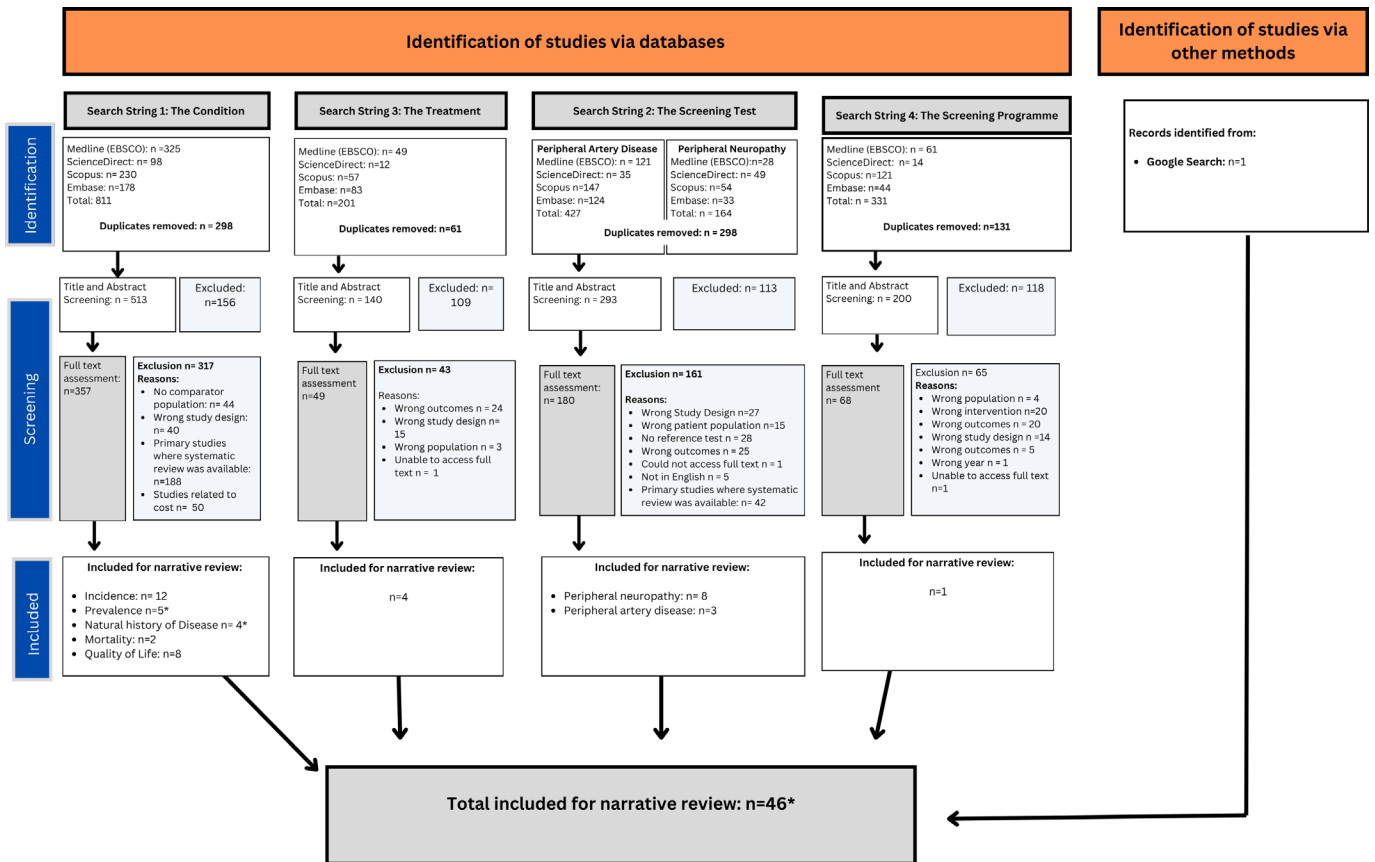 Identification of studies via databases
Identification of studies via
other methods
Search String 1: The Condition
Search String 3: The Treatment
Search String 2: The Screening Test
Search String 4: The Screening Programme
Identification
Medline (EBSCO): n =325
ScienceDirect: n= 98
Scopus: n= 230
Embase: n=178
Total: 811
Duplicates removed: n = 298
Medline (EBSCO): n= 49
ScienceDirect: n=12
Scopus: n=57
Embase: n=83
Total: n=201
Duplicates removed: n=61
Peripheral Artery Disease
Medline (EBSCO: n = 121
ScienceDirect: n= 35
Scopus n=147
Embase: n=124
Total: 427
Peripheral Neuropathy
Medline (EBSCO):n=28
ScienceDirect: n= 49
Scopus: n=54
Embase: n=33
Total: n = 164
Duplicates removed: n = 298
Medline (EBSCO): n = 61
ScienceDirect: n= 14
Scopus: n=121
Embase: n=44
Total: n = 331
Duplicates removed: n=131
Records identified from:
• Google Search: n=1
Screening
Title and Abstract
Screening: n = 513
Excluded:
n=156
Title and Abstract
Screening: n = 140
Excluded: n=
109
Title and Abstract
Screening: n = 293
Excluded: n= 113
Title and Abstract
Screening: n = 200
Excluded: n= 118
Full text
assessment:
n=357
Exclusion n= 317
Reasons:
• No comparator
population: n= 44
• Wrong study design:
n= 40
• Primary studies
where systematic
review was available:
n=188
• Studies related to
cost n= 50
Full text
assessment
n=49
Exclusion n= 43
Reasons:
• Wrong outcomes = 24
• Wrong study design n=
15
• Wrong population n = 3
• Unable to access full
text n = 1
Full text
assessment:
n= 180
Exclusion n= 161
Reasons:
• Wrong Study Design n=27
• Wrong patient population n=15
• No reference test n = 28
• Wrong outcomes n = 25
• Could not access full text n = 1
• Not in English n = 5
• Primary studies where systematic
review was available: n= 42
Full text
assessment
n= 68
Exclusion n= 65
Reasons:
• Wrong population n = 4
• Wrong intervention n=20
• Wrong outcomes n = 20
• Wrong study design n =14
• Wrong outcomes n = 5
• Wrong year n = 1
• Unable to access full text
n=1
Included
Included for narrative review:
• Incidence: n= 12
• Prevalence n=5*
• Natural history of Disease n= 4*
• Mortality: n=2
• Quality of Life: n=8
Included for narrative review:
n=4
Included for narrative review:
• Peripheral neuropathy: n= 8
• Peripheral artery disease: n=3
Included for narrative review:
n=1
Total included for narrative review: n=46*